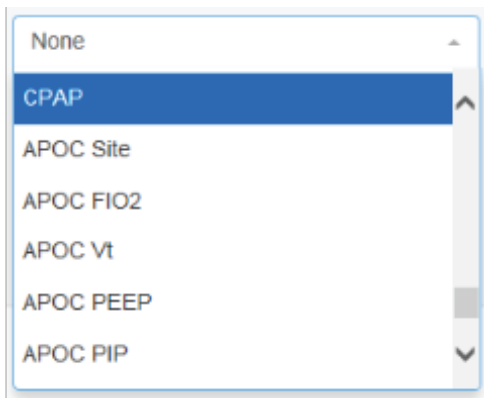 None
CPAP
APOC Site
APOC FIO2
APOC Vt
APOC PEEP
APOC PIP